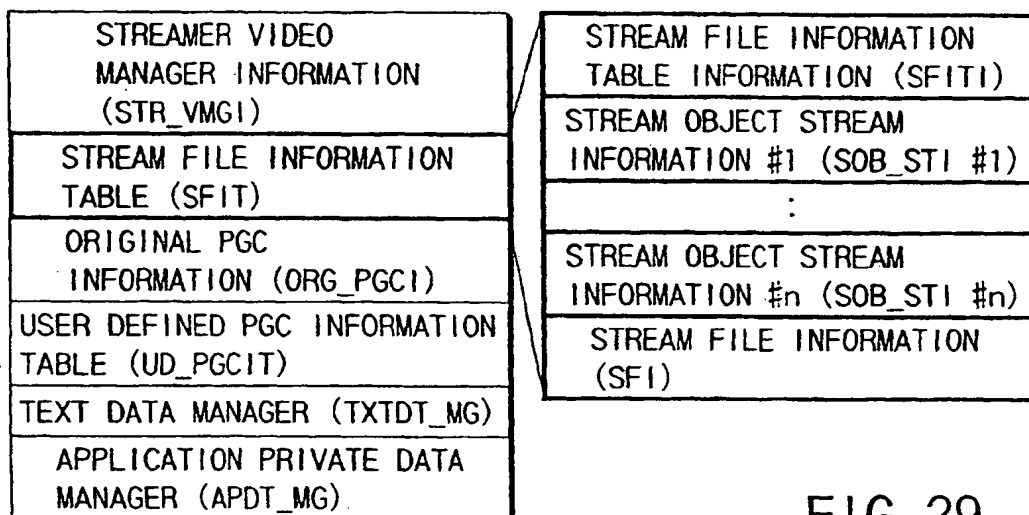 STREAMER VIDEO
MANAGER INFORMATION
(STR_VMGI)
STREAM FILE INFORMATION
TABLE (SFIT)
ORIGINAL PGC
INFORMATION (ORG_PGCI)
USER DEFINED PGC INFORMATION
TABLE (UD_PGCIT)
TEXT DATA MANAGER (TXTDT_MG)
APPLICATION PRIVATE DATA
MANAGER (APDT_MG)
STREAM FILE INFORMATION
TABLE INFORMATION (SFITI)
STREAM OBJECT STREAM
INFORMATION #1 (SOB_STI #1)
:
STREAM OBJECT STREAM
INFORMATION #n (SOB_STI #n)
STREAM FILE INFORMATION
(SFI)
FIG. 29